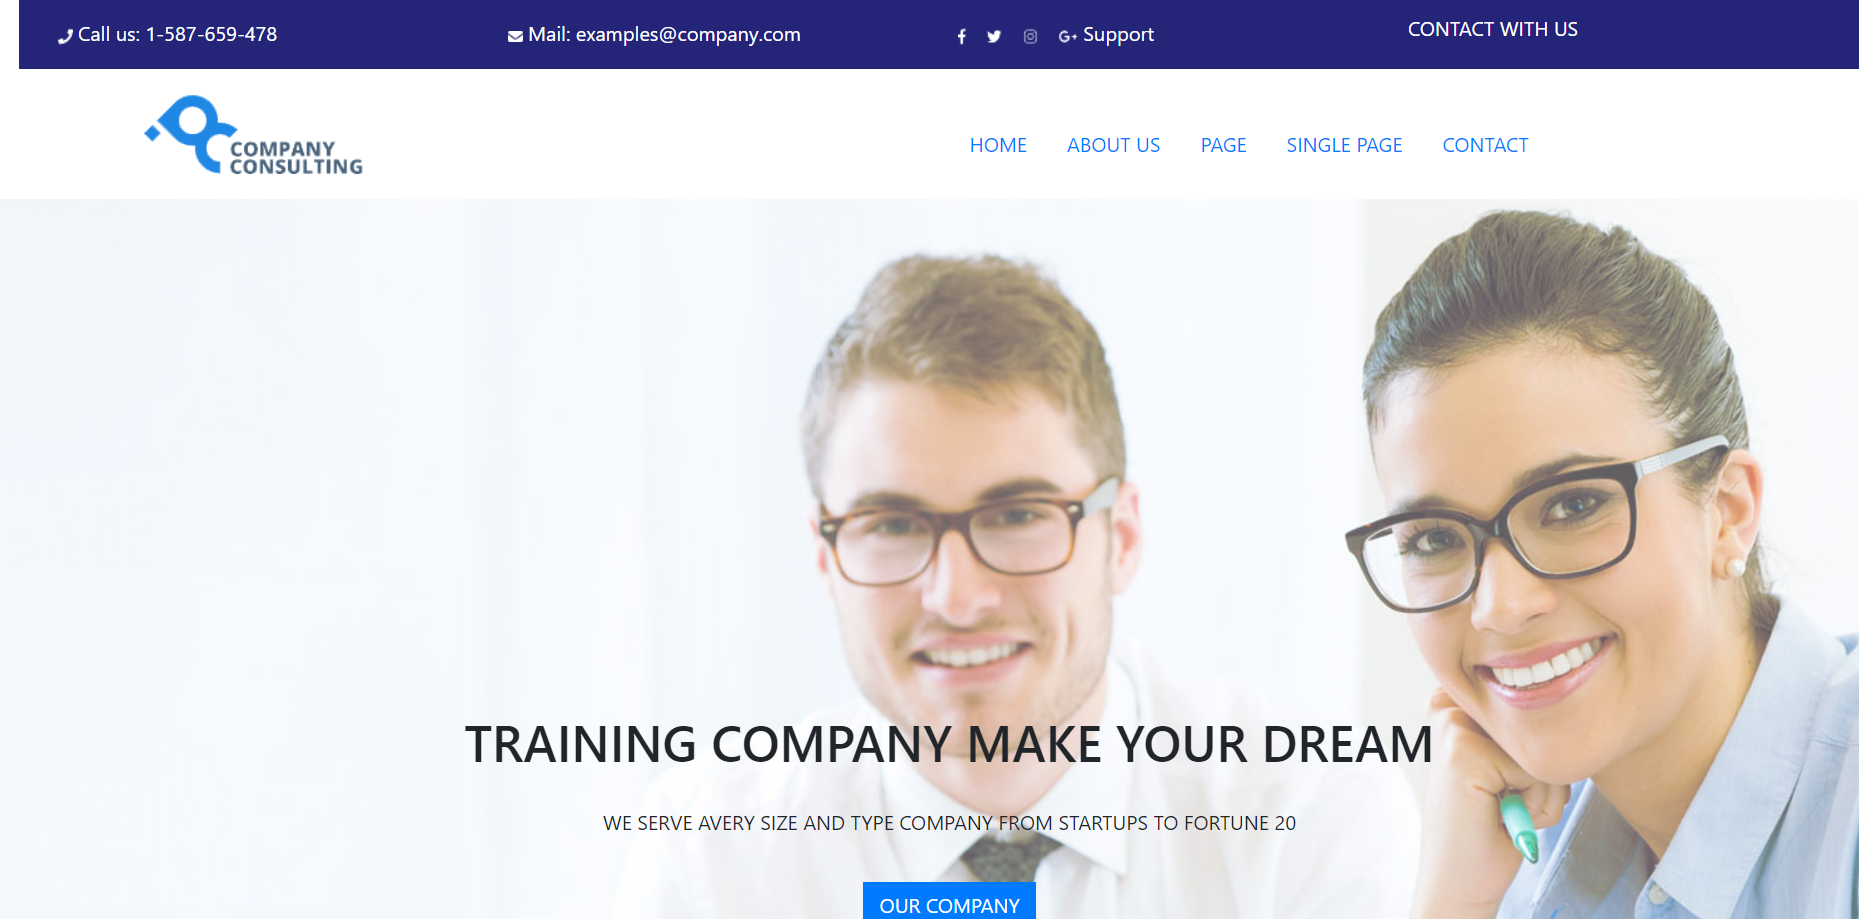 Call us: 1-587-659-478 Mail: examples@company.com Support CONTACT WITH US
COMPANY
CONSULTING
HOME ABOUT US PAGE SINGLE PAGE CONTACT
TRAINING COMPANY MAKE YOUR DREAM
WE SERVE AVERY SIZE AND TYPE COMPANY FROM STARTUPS TO FORTUNE 20
OUR COMPANY